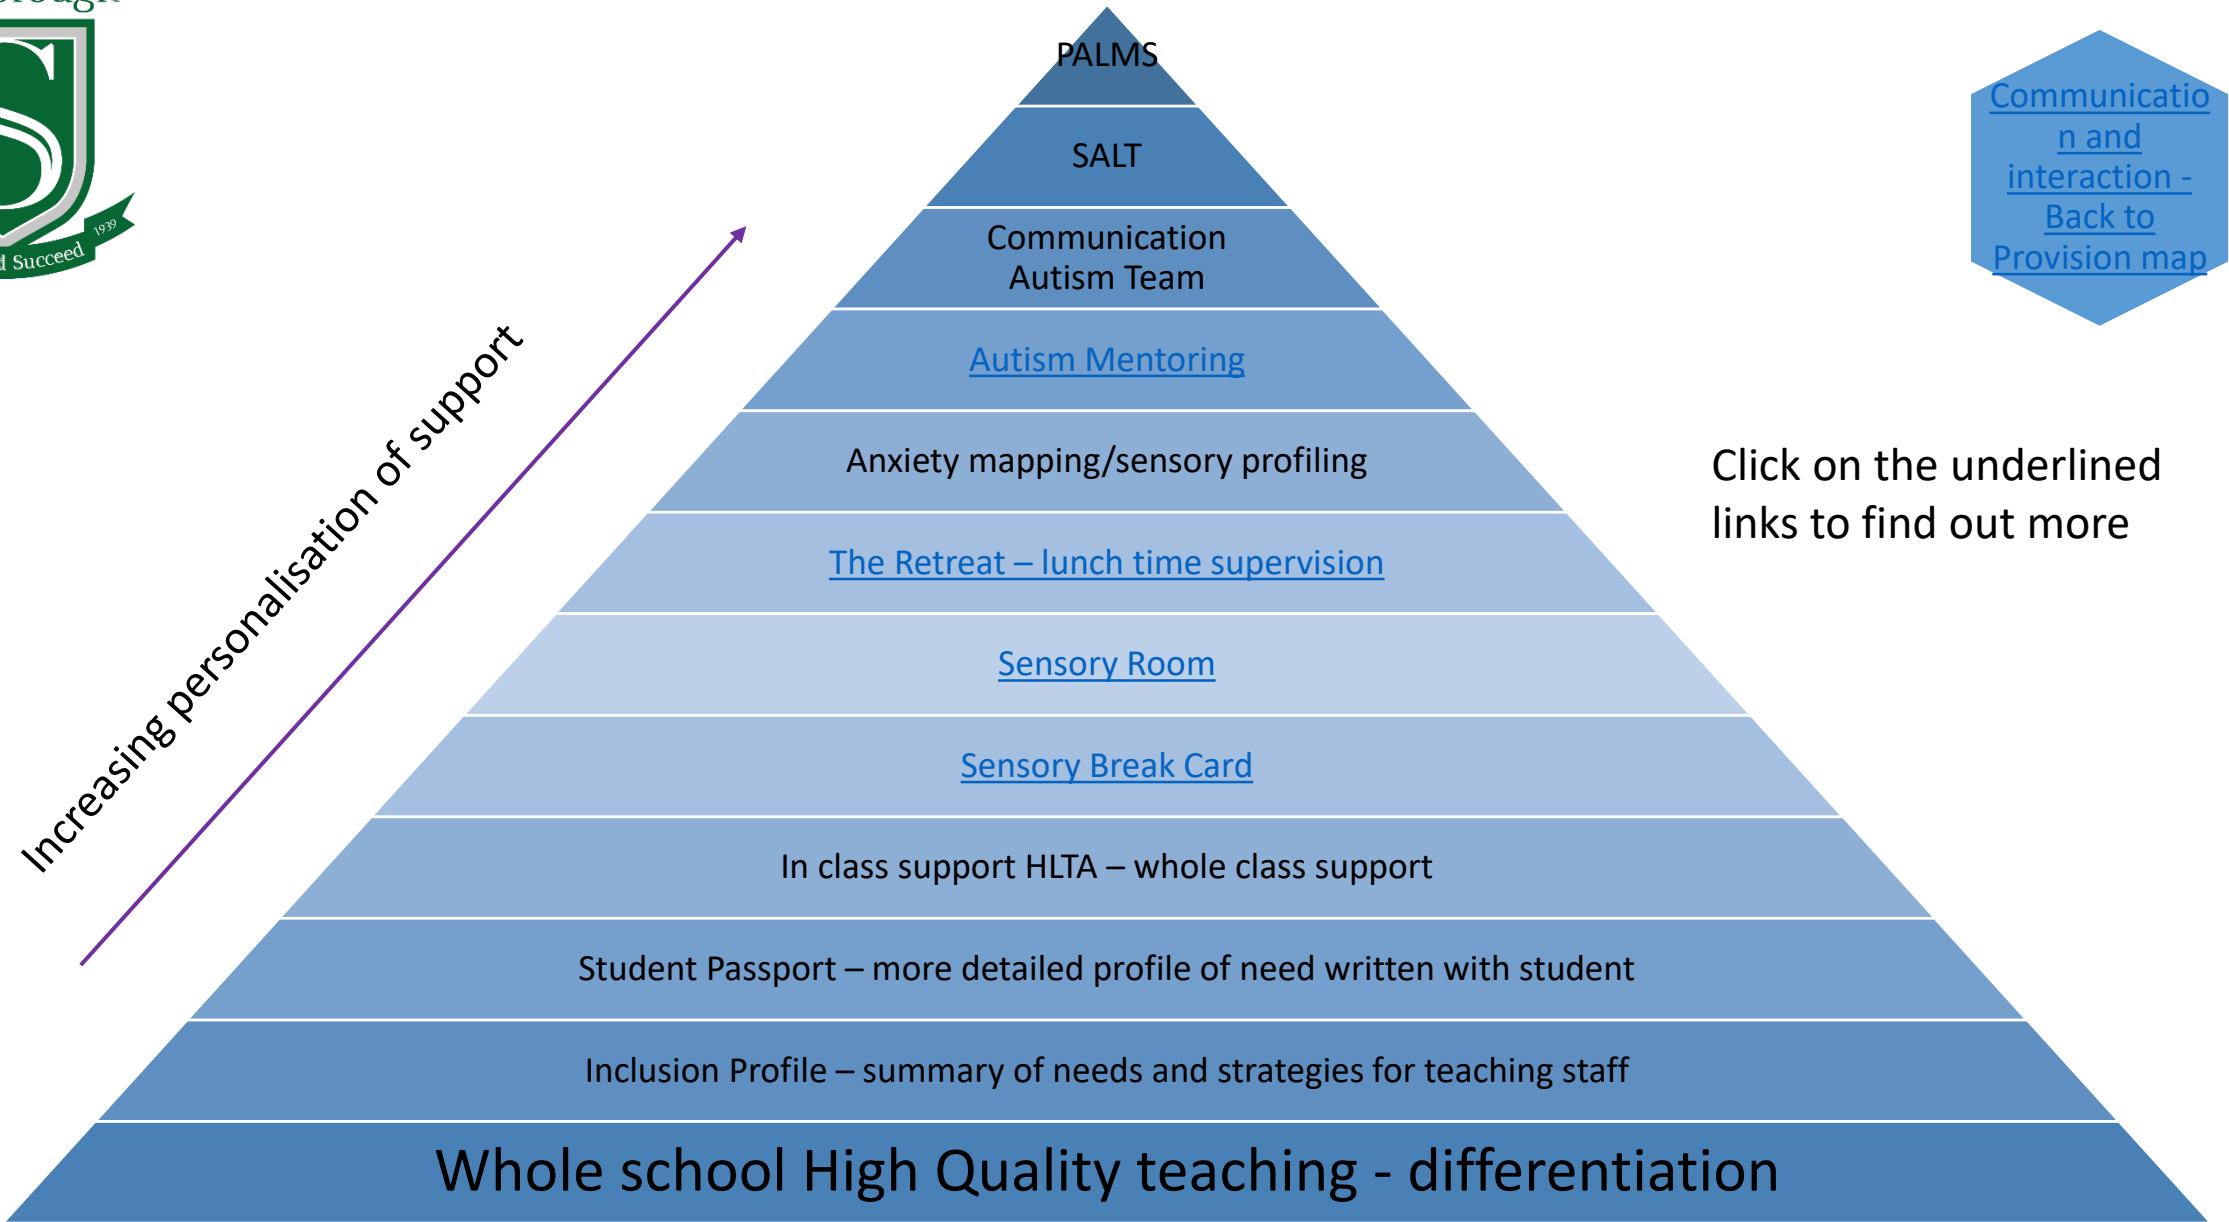 1939
Succeed
PALMS
SALT
Communication
Autism Team
Autism Mentoring
Anxiety mapping/sensory profiling
The Retreat – lunch time supervision
Sensory Room
Sensory Break Card
In class support HLTA – whole class support
Student Passport – more detailed profile of need written with student
Inclusion Profile – summary of needs and strategies for teaching staff
Whole school High Quality teaching - differentiation
Increasing personalisation of support
Communicatio
n and
interaction -
Back to
Provision map
Click on the underlined
links to find out more